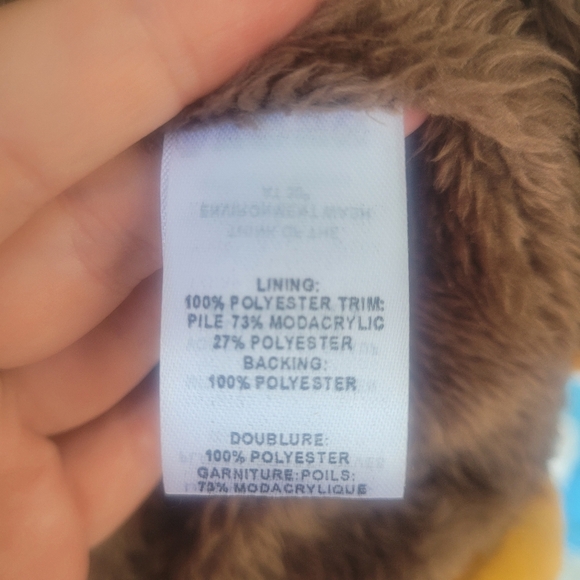 LINING:
100% POLYESTER TRIM:
PILE 73% MODACRYLIC
27% POLYESTER
BACKING:
100% POLYESTER
DOUBLURE:
100% POLYESTER
GARNITURE:POILS:
73% MODACRYLIQUE